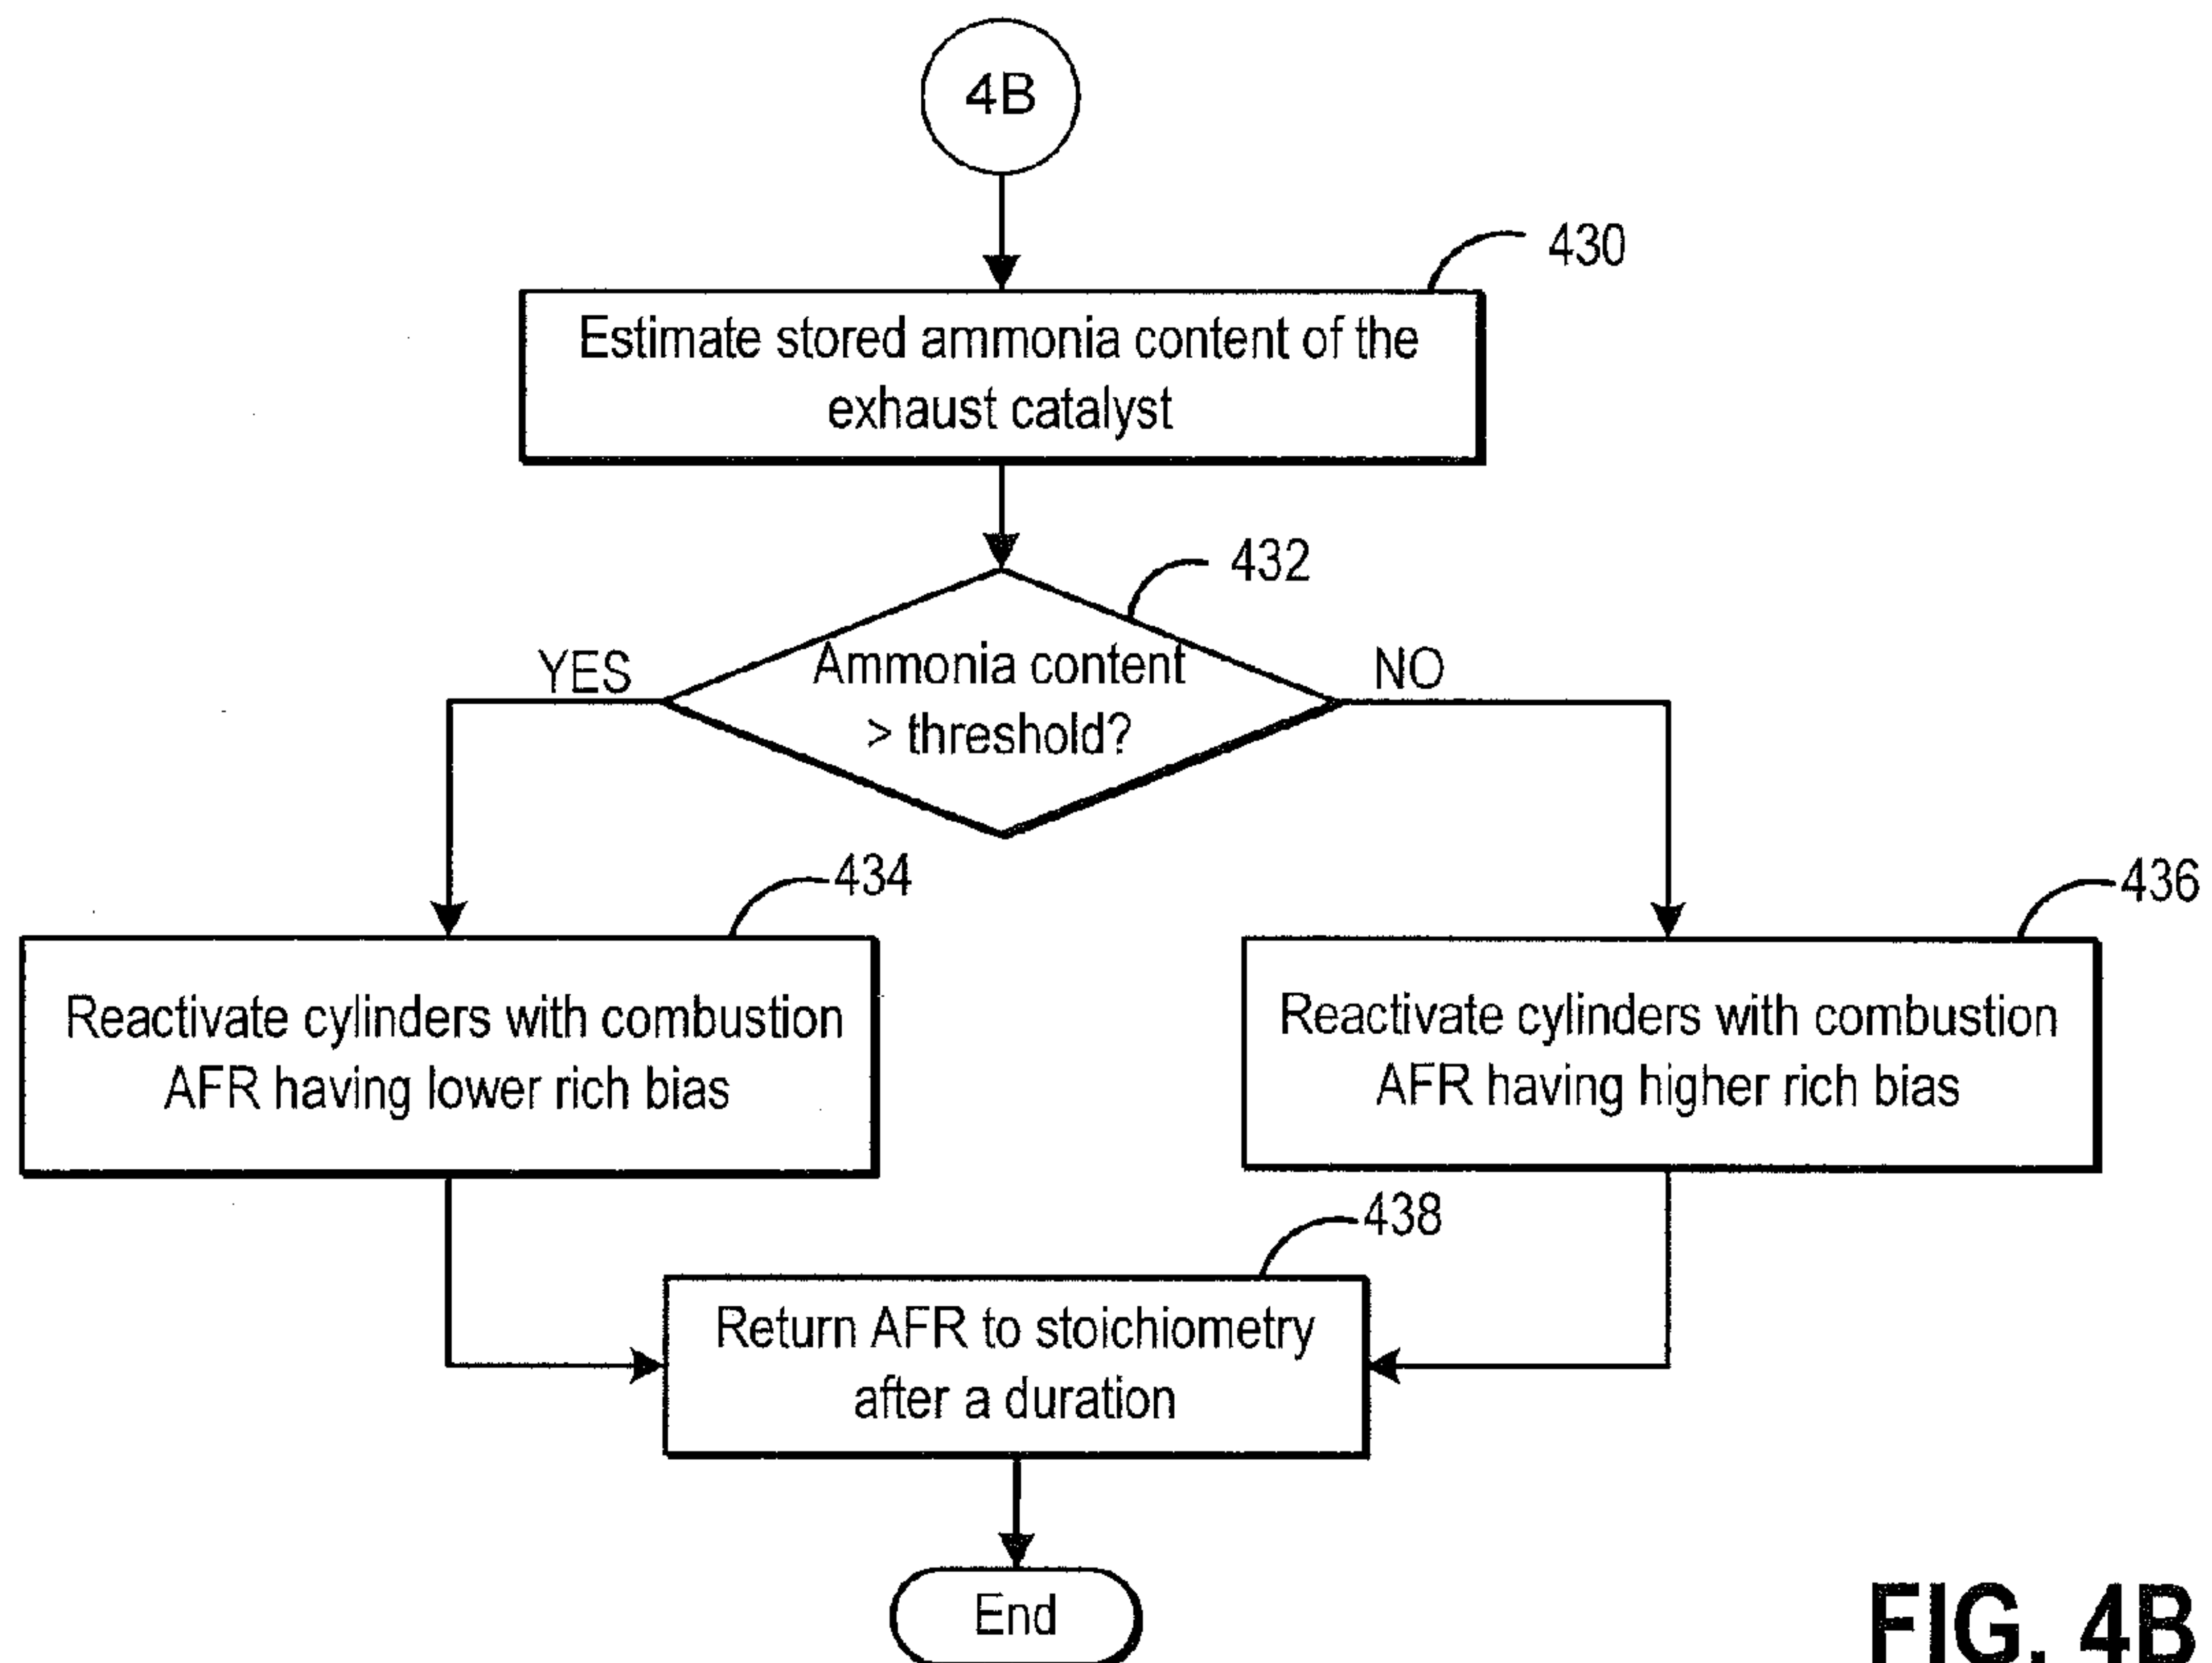 4B
430
Estimate stored ammonia content of the
exhaust catalyst
432
YES
Ammonia content
> threshold?
NO
434
436
Reactivate cylinders with combustion
AFR having lower rich bias
Reactivate cylinders with combustion
AFR having higher rich bias
438
Return AFR to stoichiometry
after a duration
End
FIG. 4B